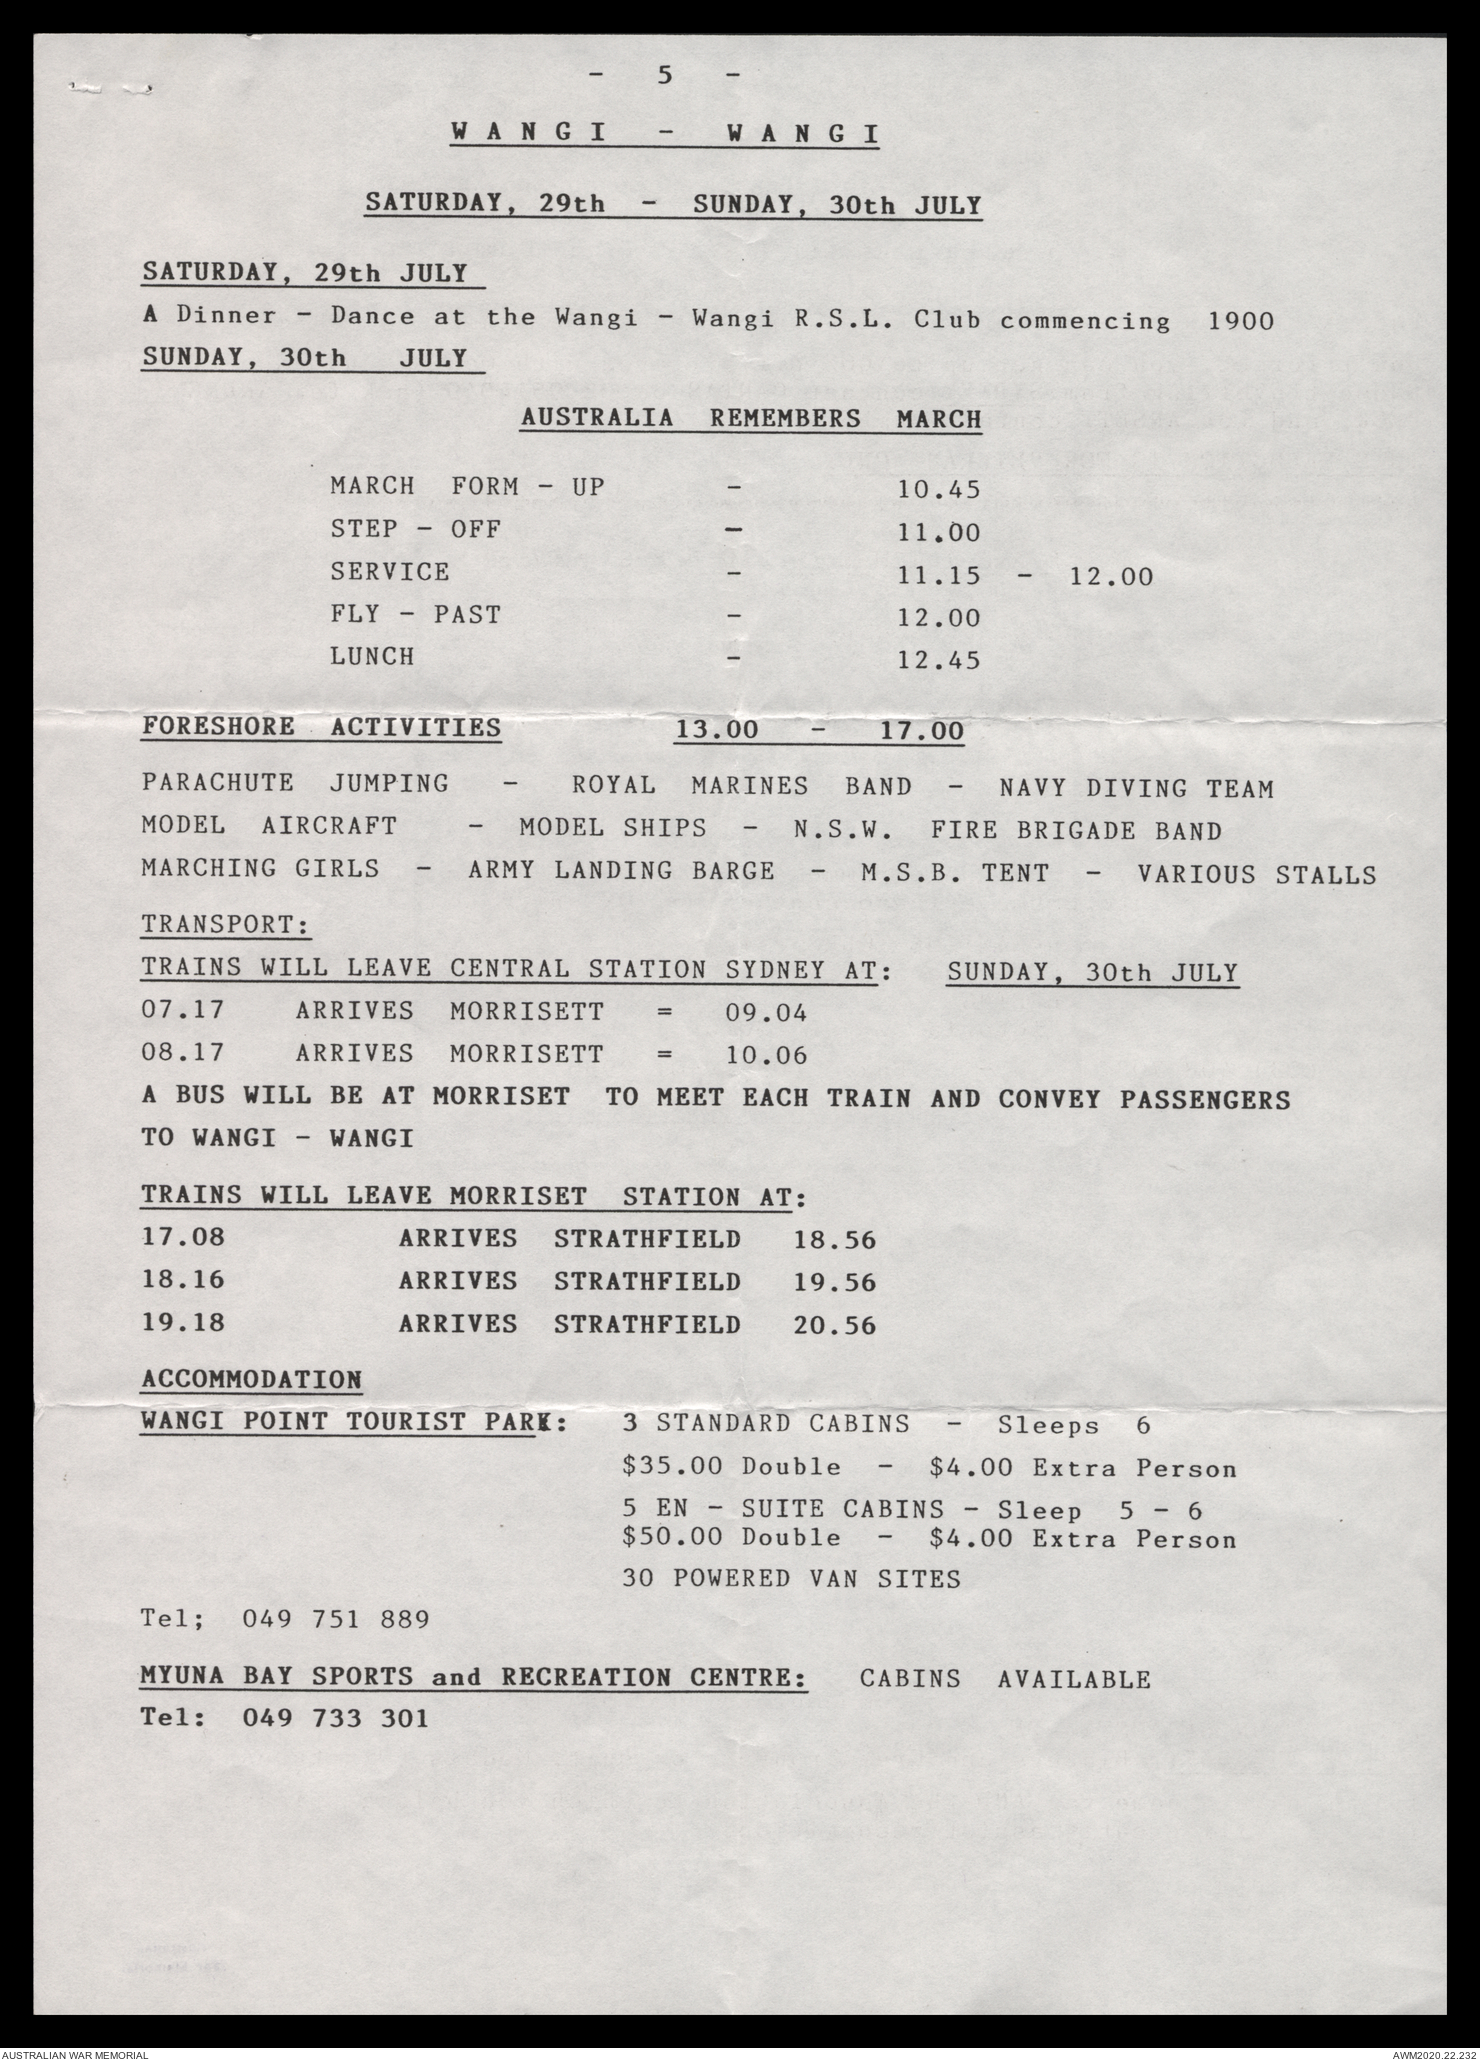 - 5 -
WANGI - WANGI
SATURDAY, 29th - SUNDAY, 30th JULY
SATURDAY, 29th JULY
A Dinner - Dance at the Wangi - Wangi R.S.L. Club commencing 1900
SUNDAY, 30th JULY
AUSTRALIA REMEMBERS MARCH
MARCH FORM - UP - 10.45
STEP - OFF - 11.00
SERVICE - 11.15 - 12.00
FLY - PAST - 12.00
LUNCH - 12.45
FORESHORE ACTIVITIES 13.00 - 17.00
PARACHUTE JUMPING - ROYAL MARINES BAND - NAVY DIVING TEAM
MODEL AIRCRAFT - MODEL SHIPS - N.S.W. FIRE BRIGADE BAND
MARCHING GIRLS - ARMY LANDING BARGE - M.S.B. TENT - VARIOUS STALLS
TRANSPORT:
TRAINS WILL LEAVE CENTRAL STATION SYDNEY AT: SUNDAY, 30th JULY
07.17 ARRIVES MORRISETT = 09.04
08.17 ARRIVES MORRISETT = 10.06
A BUS WILL BE AT MORRISET TO MEET EACH TRAIN AND CONVEY PASSENGERS
TO WANGI - WANGI
TRAINS WILL LEAVE MORRISET STATION AT:
17.08 ARRIVES STRATHFIELD 18.56
18.16 ARRIVES STRATHFIELD 19.56
19.18 ARRIVES STRATHFIELD 20.56
ACCOMMODATION
WANGI POINT TOURIST PARK: 3 STANDARD CABINS - Sleeps 6
$35.00 Double - $4.00 Extra Person
5 EN - SUITE CABINS - Sleep 5 - 6
$50.00 Double - $4.00 Extra Person
30 POWERED VAN SITES
Tel; 049 751 889
MYUNA BAY SPORTS and RECREATION CENTRE: CABINS AVAILABLE
Tel: 049 733 301
AUSTRALIAN WAR MEMORIAL AWM2020.22.232